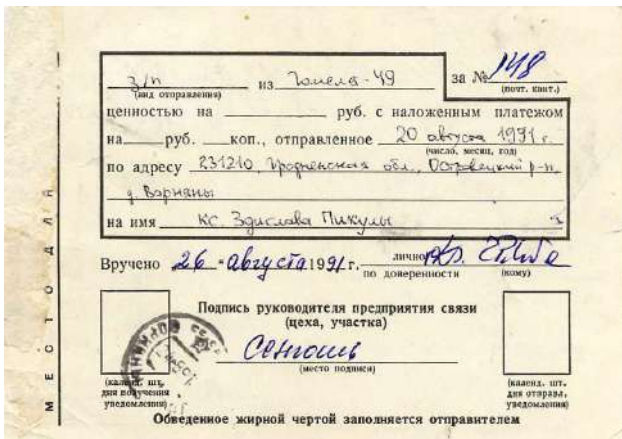 з/п из Гомеля-49 за № 148
(вид отправления) (почт. квит.)
ценностью на руб. с наложенным платежом
на руб. коп., отправленное 20 августа 1991 г.
(число, месяц, год)
по адресу 231210, Гродненская обл., Островецкий р-н,
д. Ворняны
на имя Кс. Здислава Пикулы
Вручено 26 " августа 1991 г. лично
по доверенности (кому)
Подпись руководителя предприятия связи
(цеха, участка)
(место подписи)
(календ. шт. дня получения уведомления)
(календ. шт. дня отправл. уведомления)
Обведенное жирной чертой заполняется отправителем
МЕСТО ДЛЯ